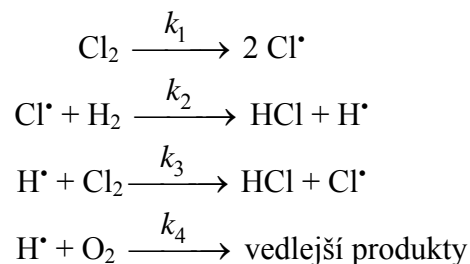 Cl₂ —k₁→ 2 Cl•
Cl• + H₂ —k₂→ HCl + H•
H• + Cl₂ —k₃→ HCl + Cl•
H• + O₂ —k₄→ vedlejší produkty